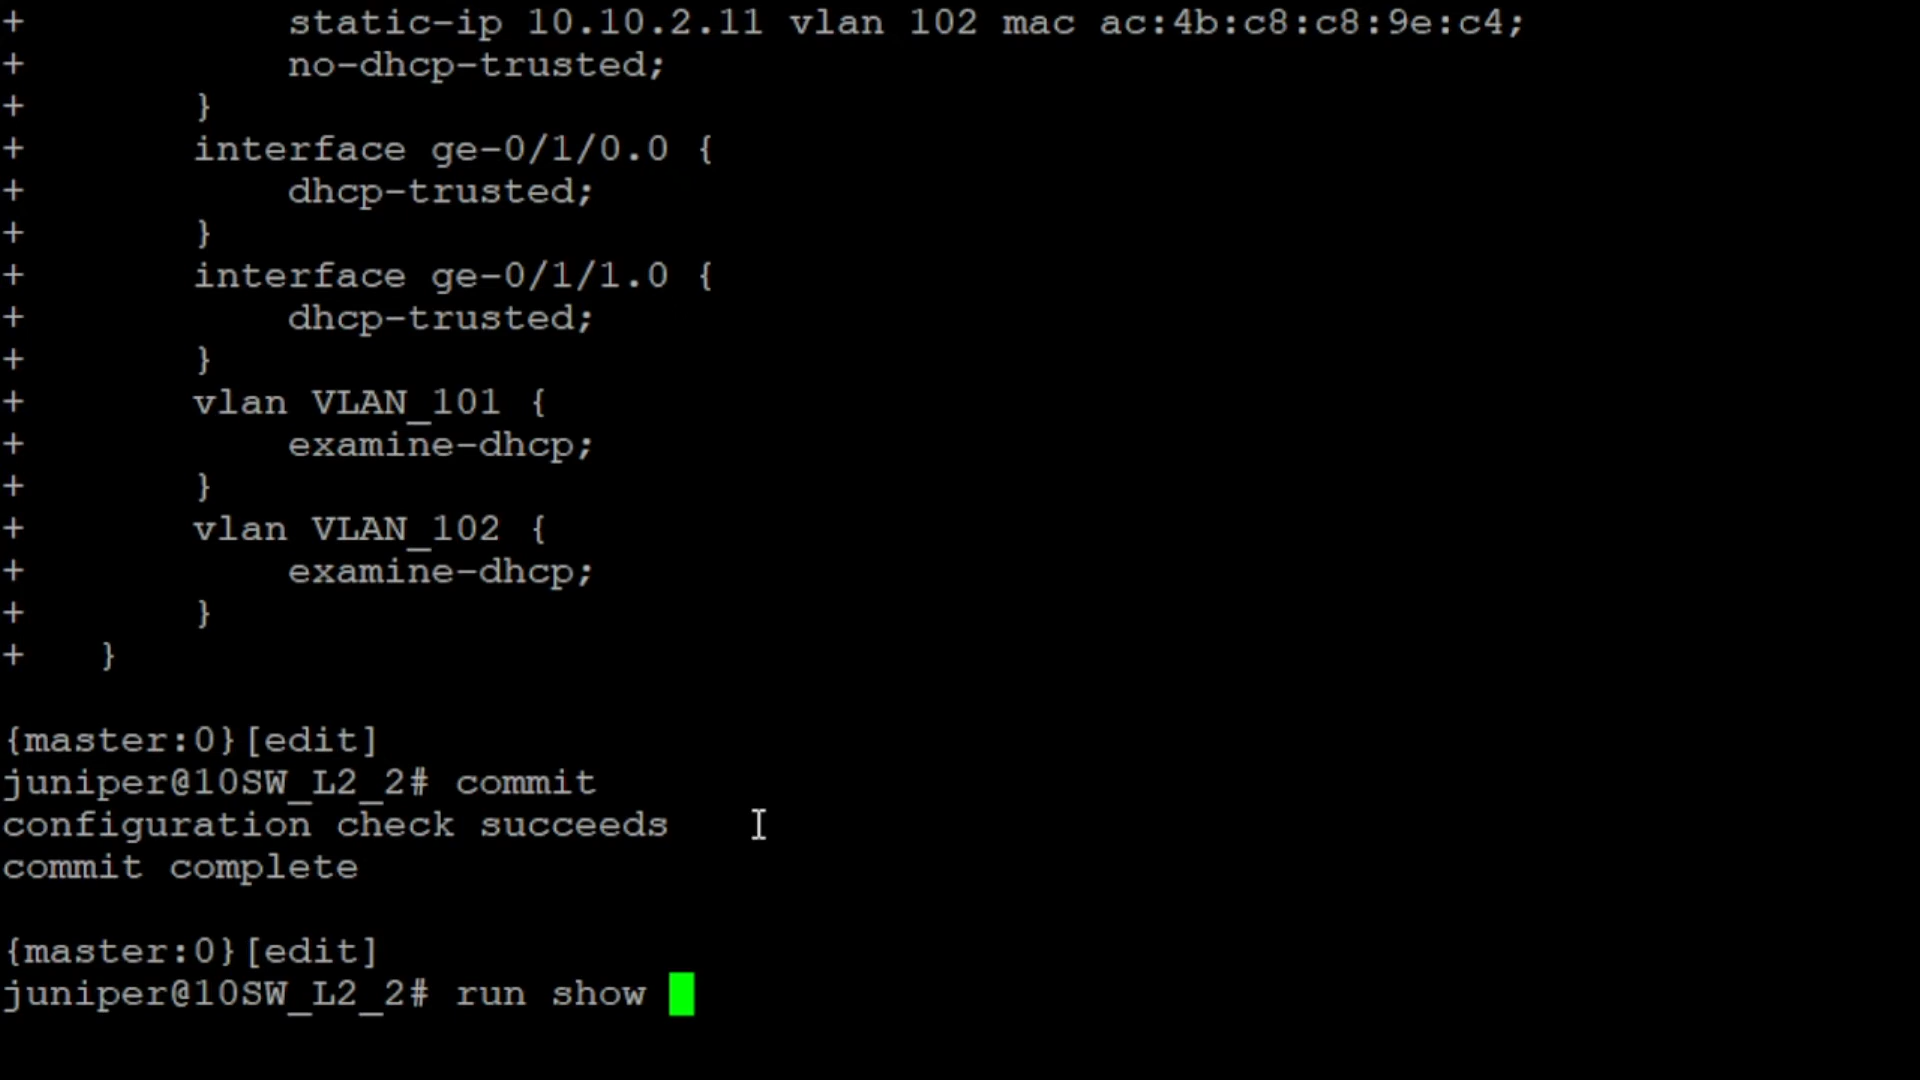 +           static-ip 10.10.2.11 vlan 102 mac ac:4b:c8:c8:9e:c4;
+           no-dhcp-trusted;
+       }
+       interface ge-0/1/0.0 {
+           dhcp-trusted;
+       }
+       interface ge-0/1/1.0 {
+           dhcp-trusted;
+       }
+       vlan VLAN_101 {
+           examine-dhcp;
+       }
+       vlan VLAN_102 {
+           examine-dhcp;
+       }
+   }
{master:0}[edit]
juniper@10SW_L2_2# commit
configuration check succeeds
commit complete
{master:0}[edit]
juniper@10SW_L2_2# run show